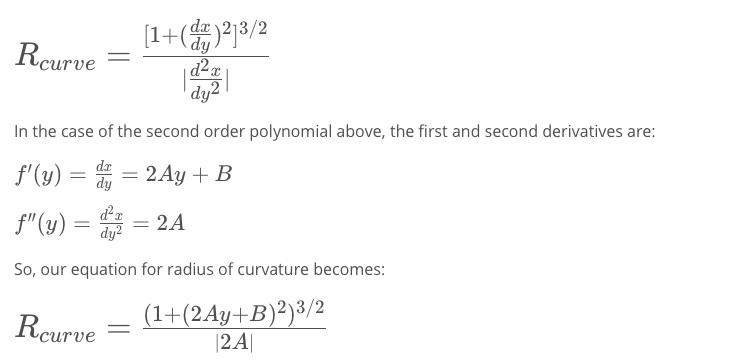 R_{curve} = \frac{[1+(\frac{dx}{dy})^2]^{3/2}}{|\frac{d^2x}{dy^2}|}
In the case of the second order polynomial above, the first and second derivatives are:
f'(y) = \frac{dx}{dy} = 2Ay + B
f''(y) = \frac{d^2x}{dy^2} = 2A
So, our equation for radius of curvature becomes:
R_{curve} = \frac{(1+(2Ay+B)^2)^{3/2}}{|2A|}